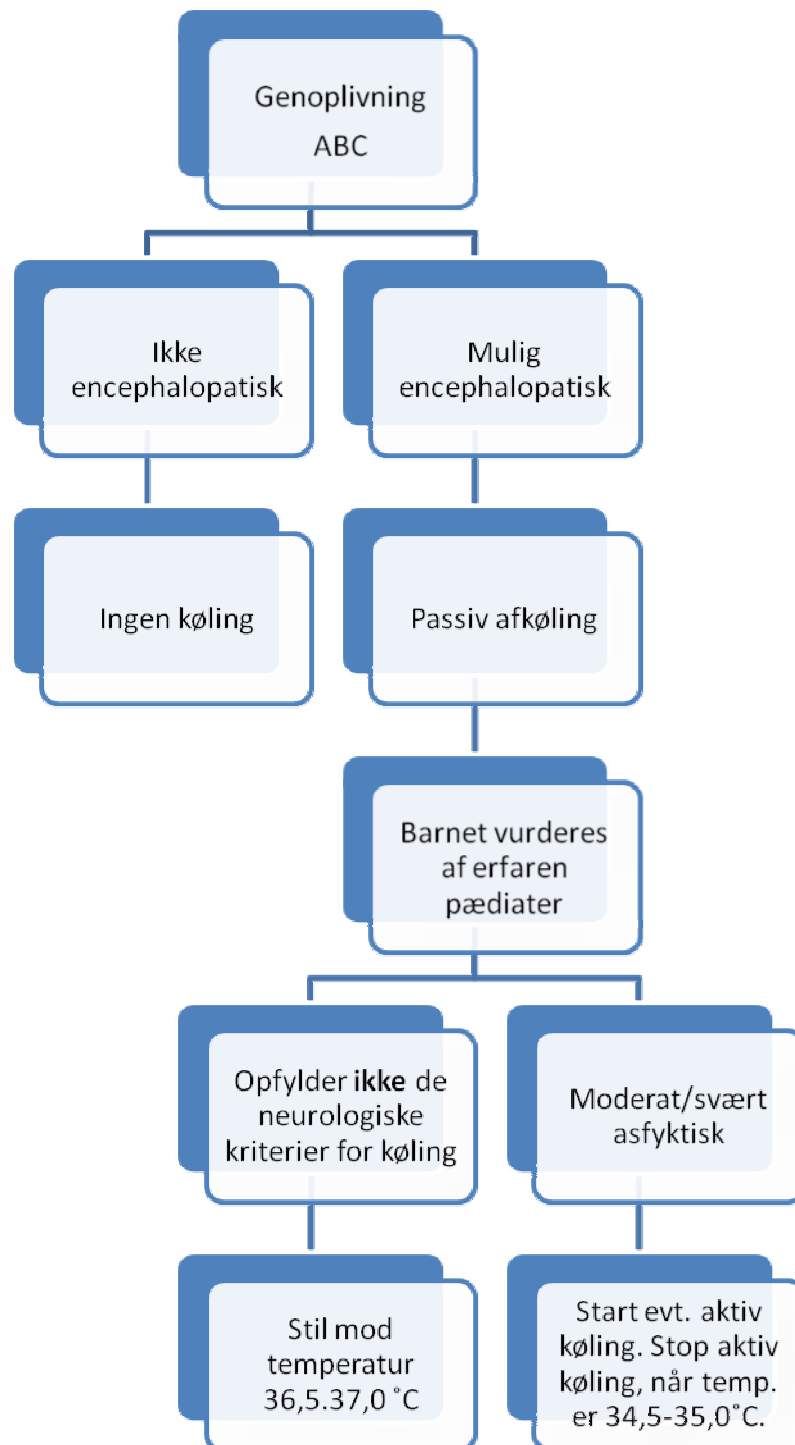 Genoplivning
ABC
Ikke
encephalopatisk
Mulig
encephalopatisk
Ingen køling
Passiv afkøling
Barnet vurderes
af erfaren
pædiater
Opfylder ikke de
neurologiske
kriterier for køling
Moderat/svært
asfyktisk
Stil mod
temperatur
36,5.37,0 ˚C
Start evt. aktiv
køling. Stop aktiv
køling, når temp.
er 34,5-35,0˚C.